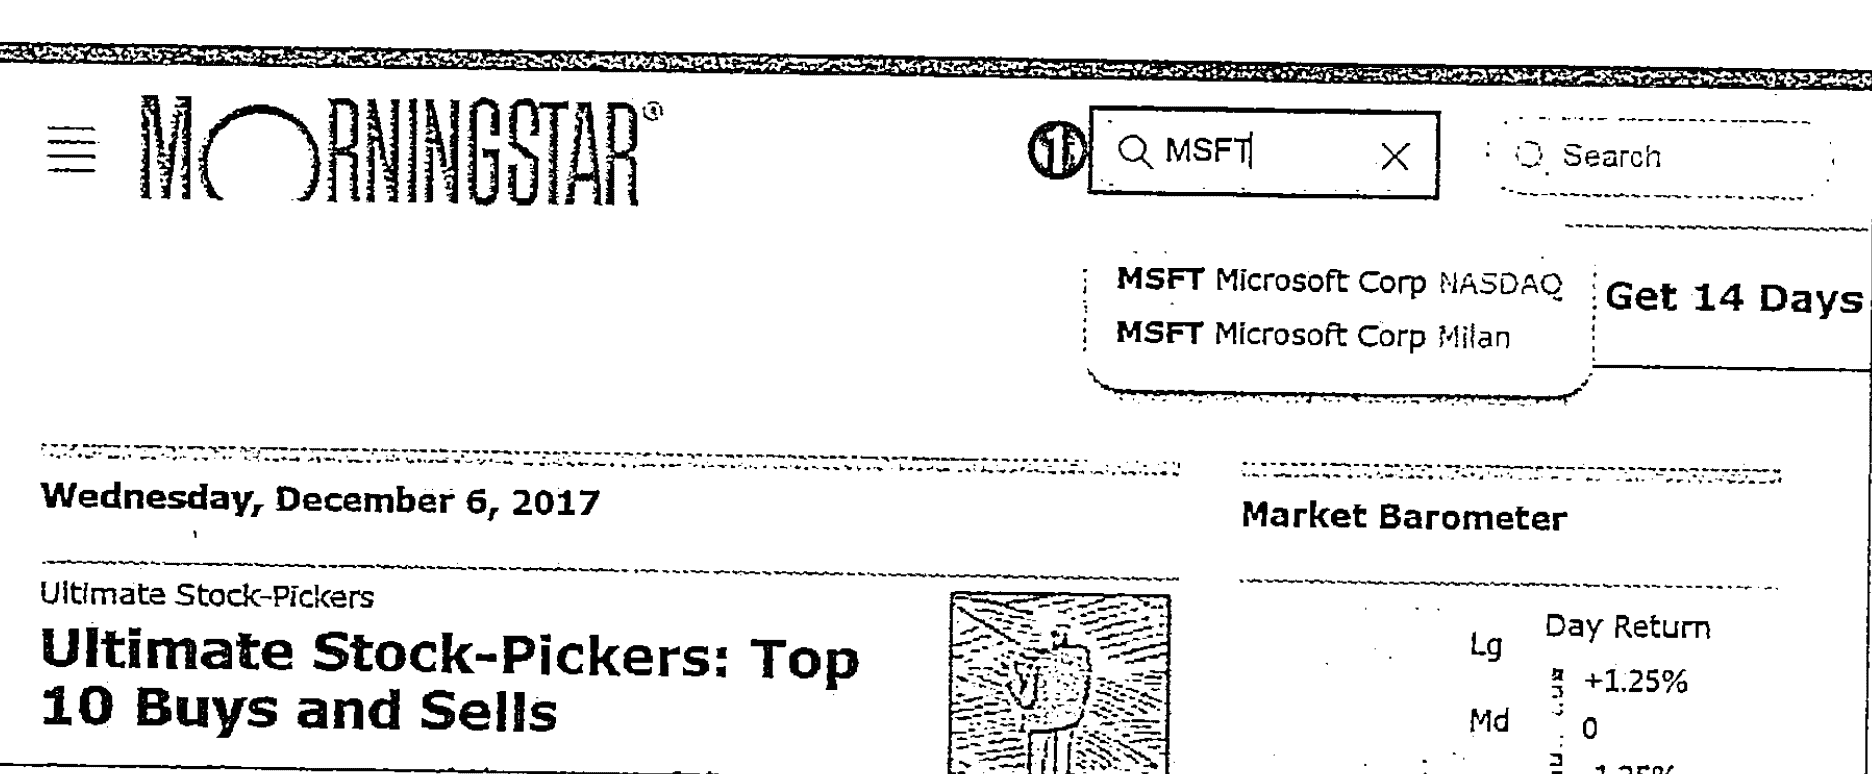 MORNINGSTAR®
1 MSFT
Search
MSFT Microsoft Corp NASDAQ
MSFT Microsoft Corp Milan
Get 14 Days
Wednesday, December 6, 2017
Market Barometer
Ultimate Stock-Pickers
Ultimate Stock-Pickers: Top
10 Buys and Sells
Day Return
Lg
+1.25%
Md
0